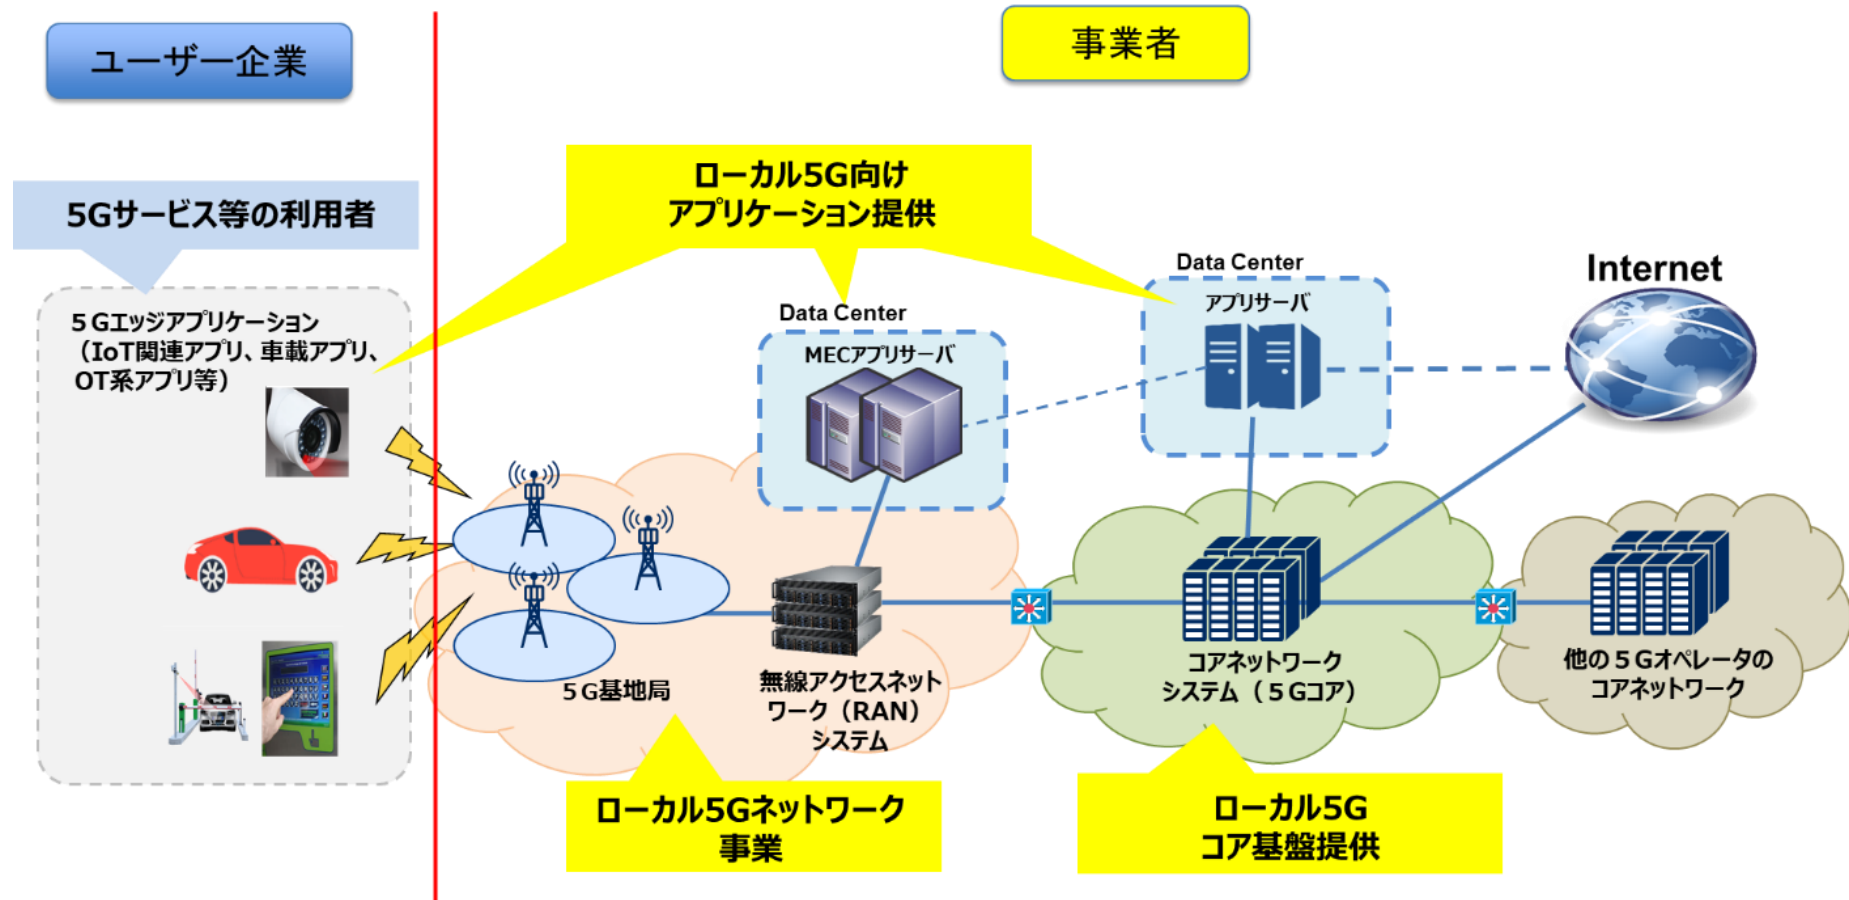 ユーザー企業
事業者
5Gサービス等の利用者
ローカル5G向け
アプリケーション提供
５Gエッジアプリケーション
（IoT関連アプリ、車載アプリ、
OT系アプリ等）
Data Center
MECアプリサーバ
Data Center
アプリサーバ
Internet
５G基地局
無線アクセスネット
ワーク（RAN）
システム
コアネットワーク
システム（５Gコア）
他の５Gオペレータの
コアネットワーク
ローカル5Gネットワーク
事業
ローカル5G
コア基盤提供